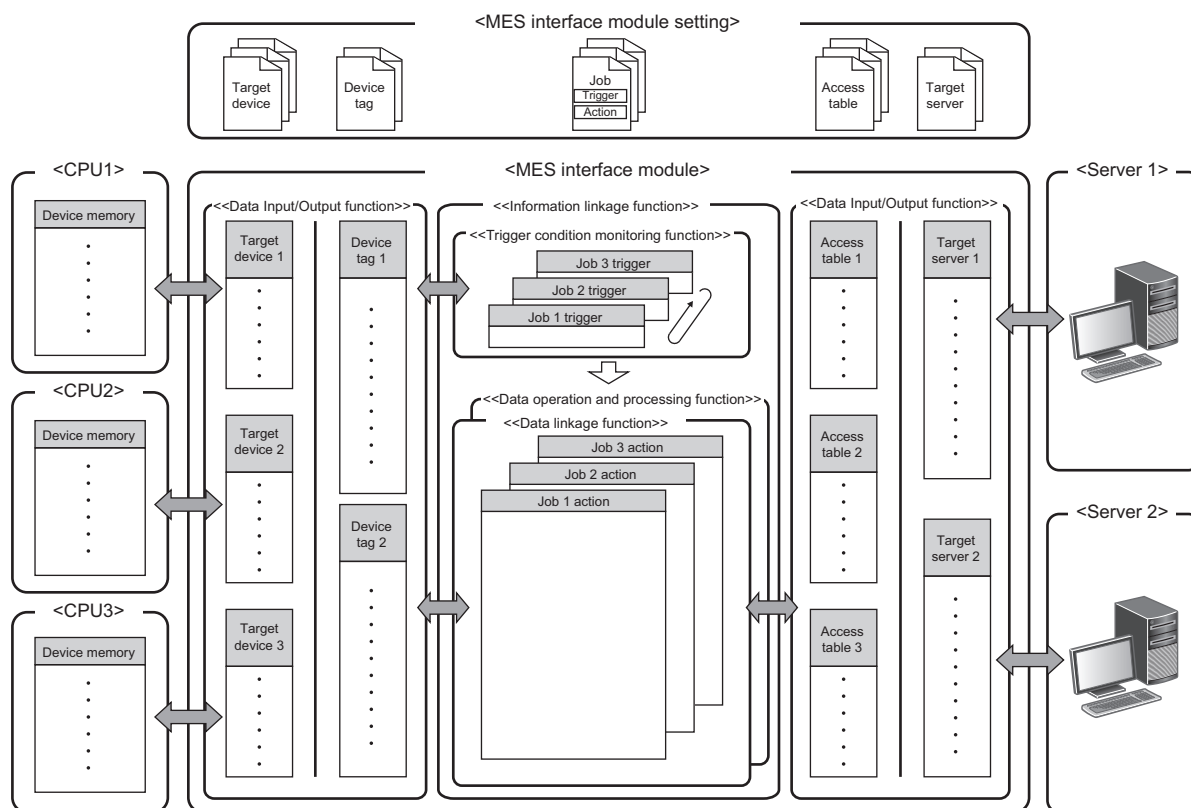 <MES interface module setting>
Target
device
Device
tag
Job
Trigger
Action
Access
table
Target
server
<CPU1>
Device memory
<CPU2>
Device memory
<CPU3>
Device memory
<MES interface module>
<<Data Input/Output function>>
Target
device 1
Target
device 2
Target
device 3
Device
tag 1
Device
tag 2
<<Information linkage function>>
<<Trigger condition monitoring function>>
Job 3 trigger
Job 2 trigger
Job 1 trigger
<<Data operation and processing function>>
<<Data linkage function>>
Job 3 action
Job 2 action
Job 1 action
<<Data Input/Output function>>
Access
table 1
Access
table 2
Access
table 3
Target
server 1
Target
server 2
<Server 1>
<Server 2>